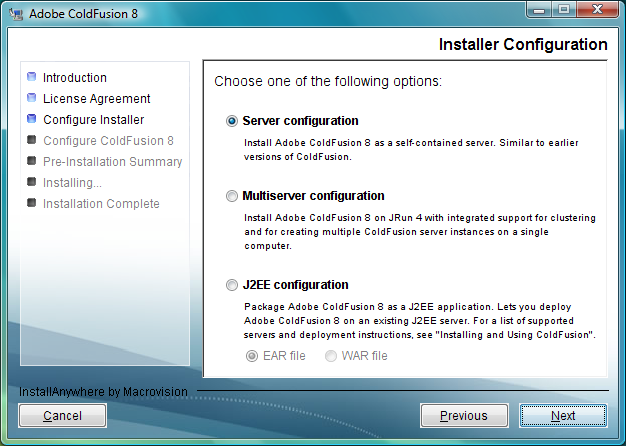 Adobe ColdFusion 8
Installer Configuration
Introduction
License Agreement
Configure Installer
Configure ColdFusion 8
Pre-Installation Summary
Installing...
Installation Complete
Choose one of the following options:
Server configuration
Install Adobe ColdFusion 8 as a self-contained server. Similar to earlier
versions of ColdFusion.
Multiserver configuration
Install Adobe ColdFusion 8 on JRun 4 with integrated support for clustering
and for creating multiple ColdFusion server instances on a single
computer.
J2EE configuration
Package Adobe ColdFusion 8 as a J2EE application. Lets you deploy
Adobe ColdFusion 8 on an existing J2EE server. For a list of supported
servers and deployment instructions, see "Installing and Using ColdFusion".
EAR file WAR file
InstallAnywhere by Macrovision
Cancel Previous Next